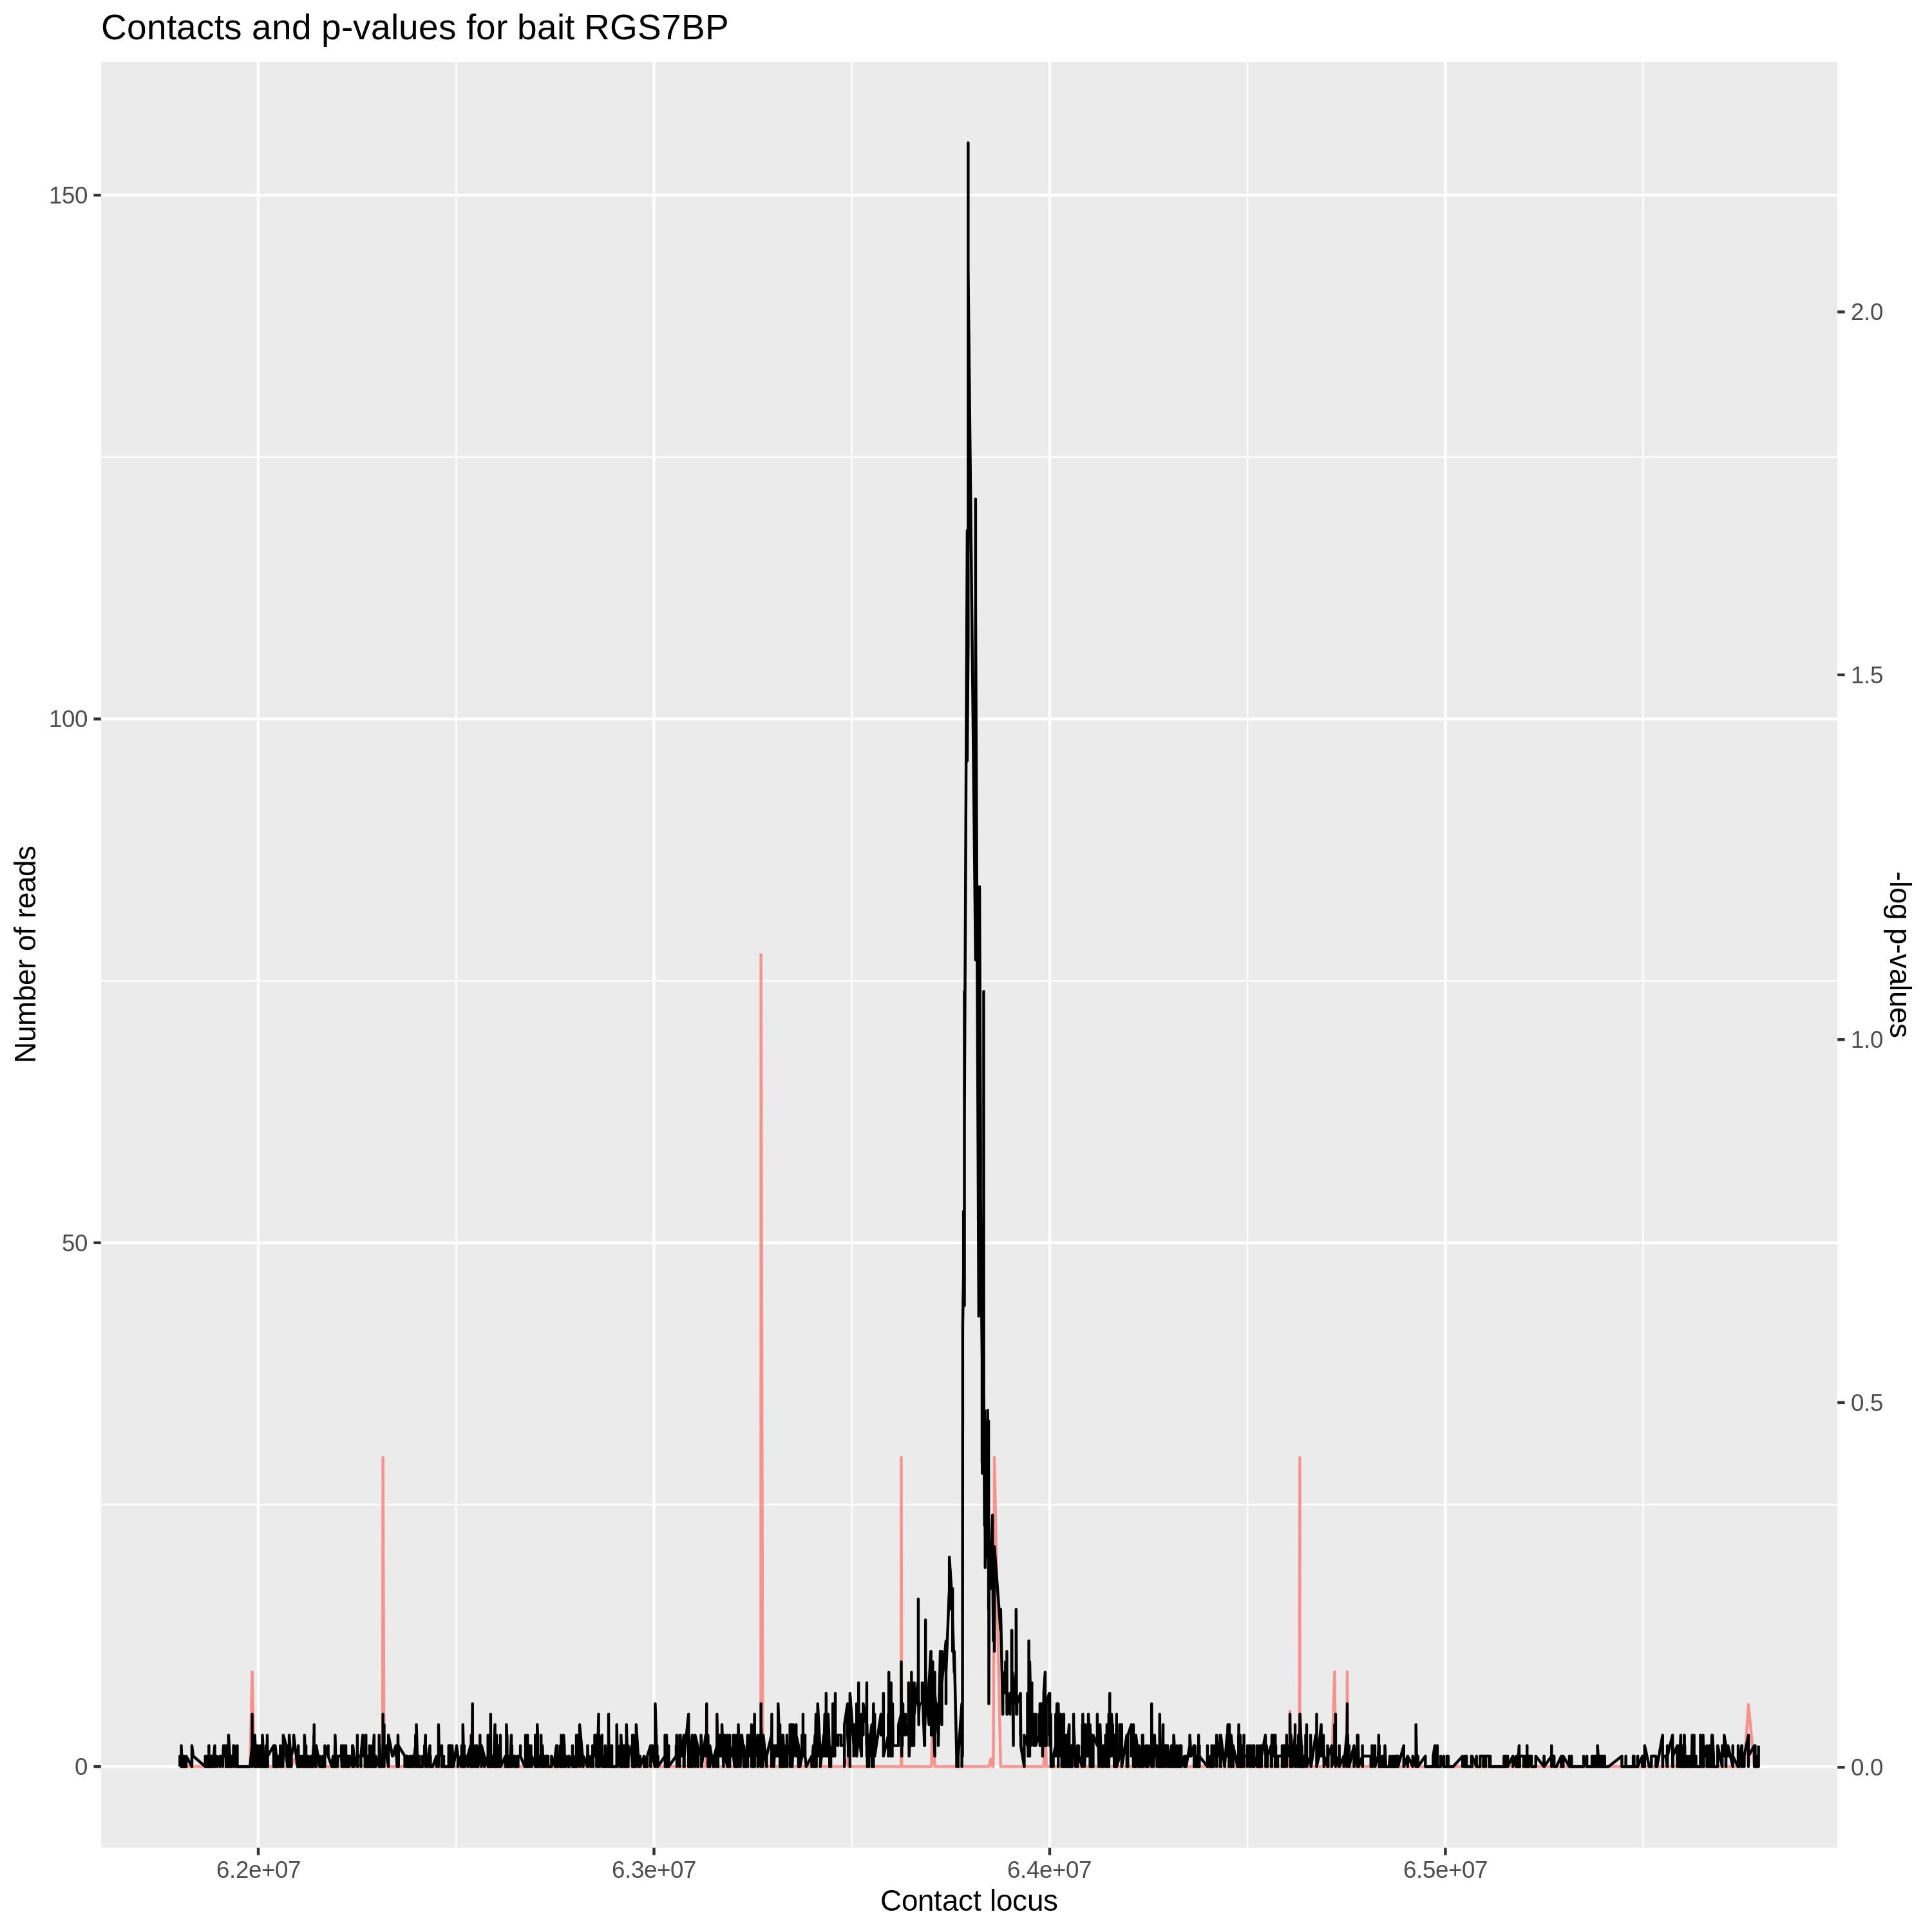 Contacts and p-values for bait RGS7BP
150
100
50
0
Number of reads
2.0
1.5
1.0
0.5
0.0
-log p-values
6.2e+07 6.3e+07 6.4e+07 6.5e+07
Contact locus